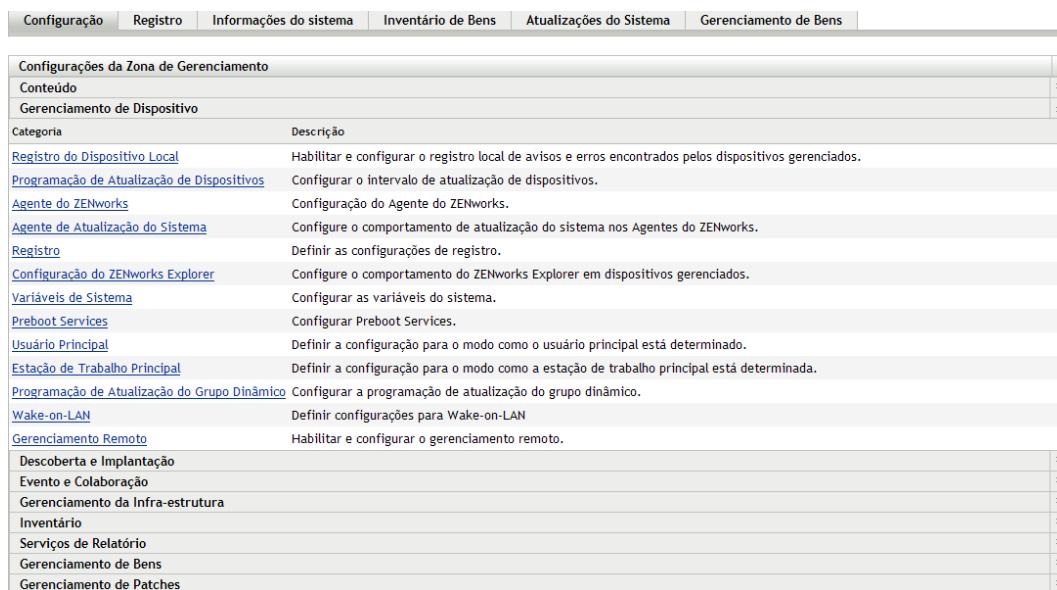 Configuração Registro Informações do sistema Inventário de Bens Atualizações do Sistema Gerenciamento de Bens
Configurações da Zona de Gerenciamento
Conteúdo
Gerenciamento de Dispositivo
Categoria Descrição
Registro do Dispositivo Local Habilitar e configurar o registro local de avisos e erros encontrados pelos dispositivos gerenciados.
Programação de Atualização de Dispositivos Configurar o intervalo de atualização de dispositivos.
Agente do ZENworks Configuração do Agente do ZENworks.
Agente de Atualização do Sistema Configure o comportamento de atualização do sistema nos Agentes do ZENworks.
Registro Definir as configurações de registro.
Configuração do ZENworks Explorer Configure o comportamento do ZENworks Explorer em dispositivos gerenciados.
Variáveis de Sistema Configurar as variáveis do sistema.
Preboot Services Configurar Preboot Services.
Usuário Principal Definir a configuração para o modo como o usuário principal está determinado.
Estação de Trabalho Principal Definir a configuração para o modo como a estação de trabalho principal está determinada.
Programação de Atualização do Grupo Dinâmico Configurar a programação de atualização do grupo dinâmico.
Wake-on-LAN Definir configurações para Wake-on-LAN
Gerenciamento Remoto Habilitar e configurar o gerenciamento remoto.
Descoberta e Implantação
Evento e Colaboração
Gerenciamento da Infra-estrutura
Inventário
Serviços de Relatório
Gerenciamento de Bens
Gerenciamento de Patches